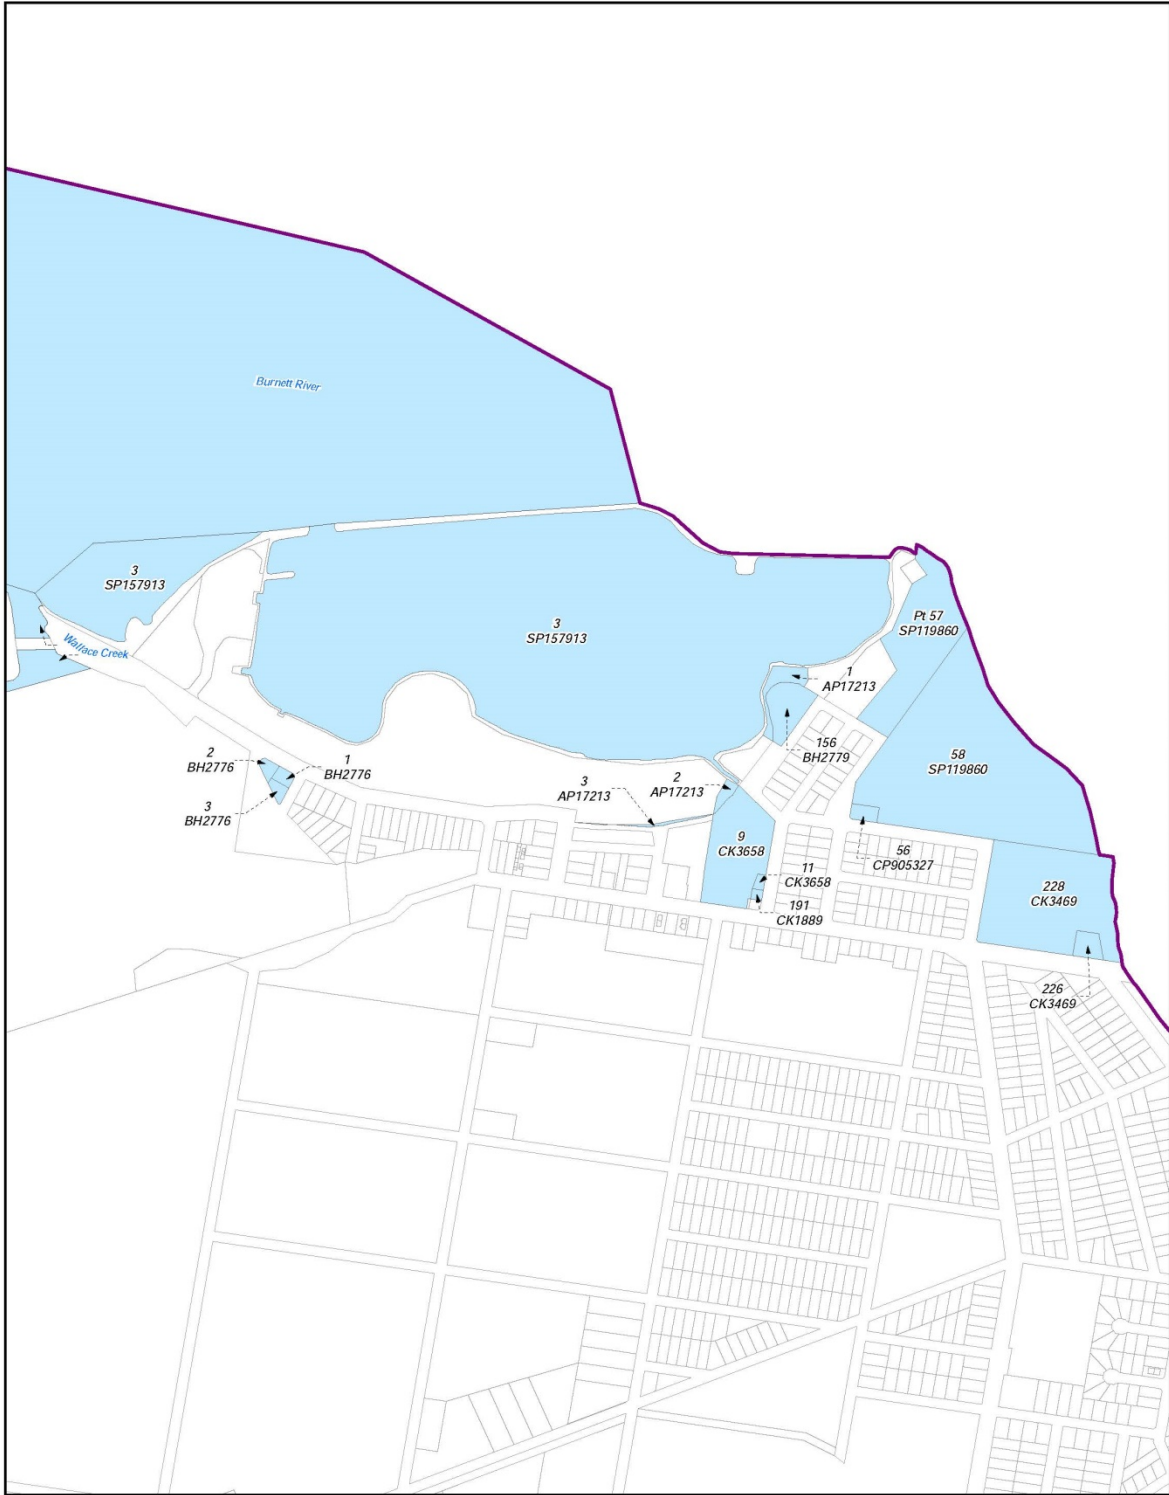 Burnett River
3
SP157913
3
SP157913
Pt 57
SP119860
Wallace Creek
1
AP17213
156
BH2779
58
SP119860
2
BH2776
1
BH2776
3
BH2776
3
AP17213
2
AP17213
9
CK3658
56
CP905327
11
CK3658
191
CK1889
228
CK3469
226
CK3469